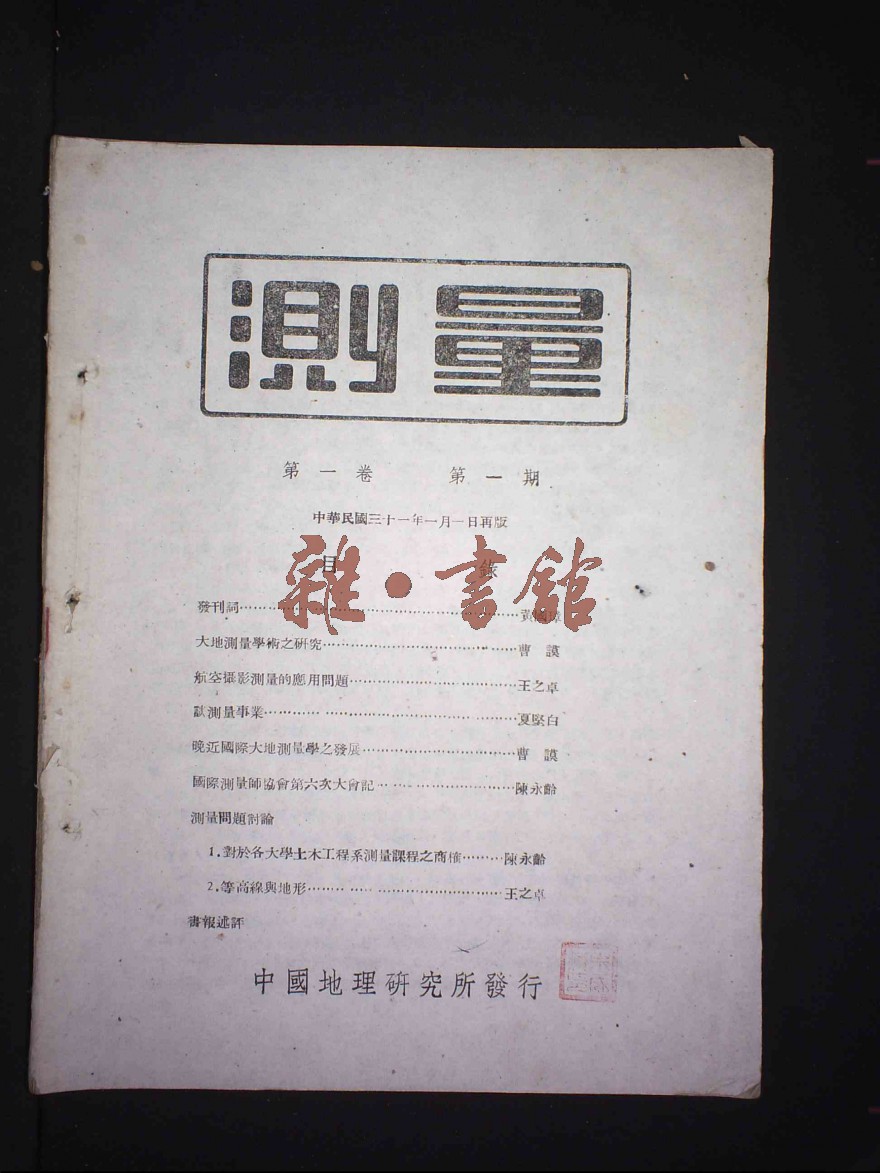 測量
第一卷 第一期
中華民國三十一年一月一日再版
目 錄
雜·書館
發刊詞……………………………黃國璋
大地測量學術之研究……………………曹 謨
航空攝影測量的應用問題………………王之卓
談測量事業……………………………夏堅白
晚近國際大地測量學之發展………………曹 謨
國際測量師協會第六次大會記……………陳永齡
測量問題討論
1.對於各大學土木工程系測量課程之商榷………陳永齡
2.等高線與地形……………………………王之卓
書報述評
中國地理研究所發行